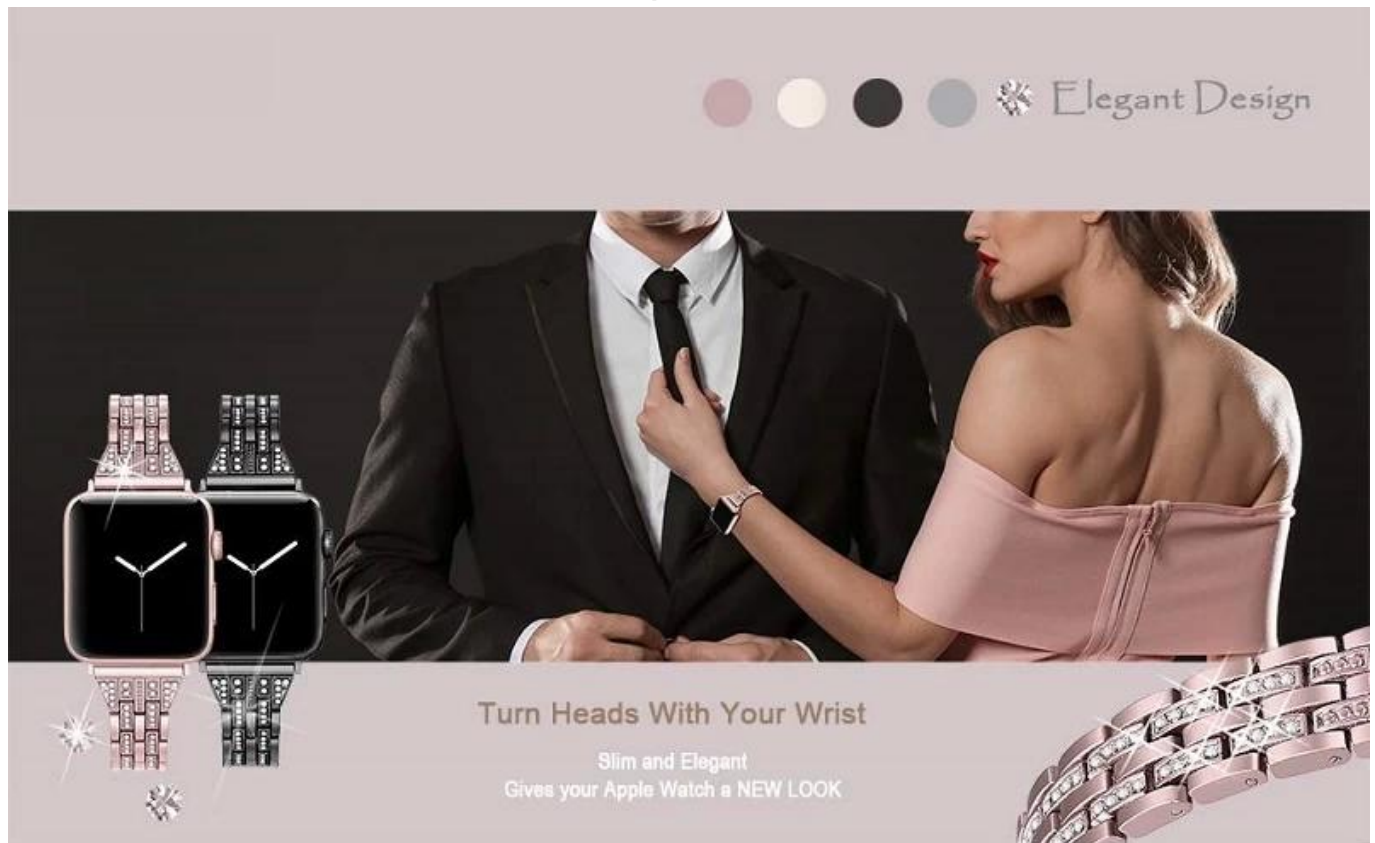 Elegant Design
Turn Heads With Your Wrist
Slim and Elegant
Gives your Apple Watch a NEW LOOK